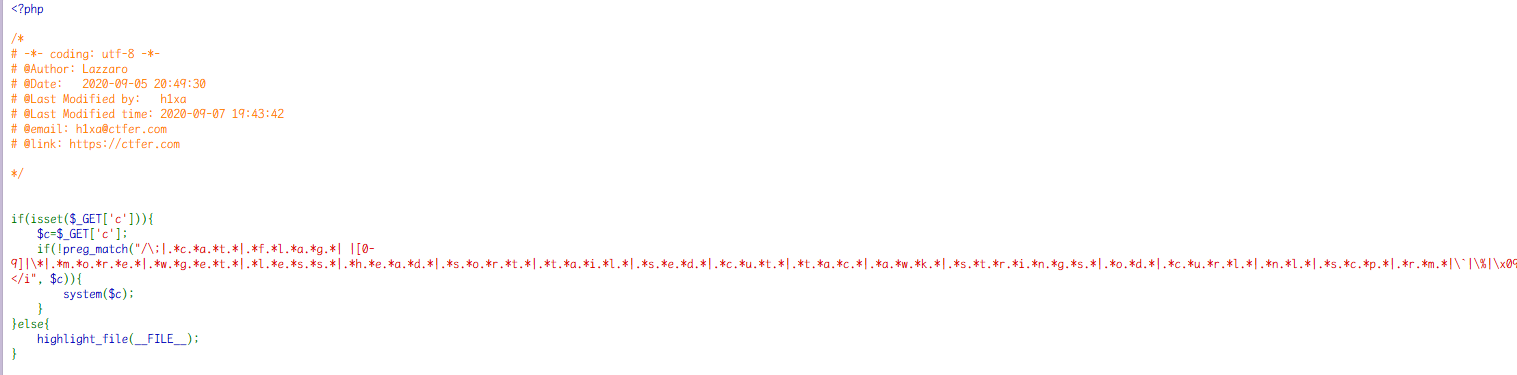 <?php
/*
# -*- coding: utf-8 -*-
# @Author: Lazzaro
# @Date:   2020-09-05 20:49:30
# @Last Modified by:   h1xa
# @Last Modified time: 2020-09-07 19:43:42
# @email: h1xa@ctfer.com
# @link: https://ctfer.com
*/
if(isset($_GET['c'])){
    $c=$_GET['c'];
    if(!preg_match("/\;|.*c.*a.*t.*|.*f.*l.*a.*g.*| |[0-
9]|\*|.*m.*o.*r.*e.*|.*w.*g.*e.*t.*|.*l.*e.*s.*s.*|.*h.*e.*a.*d.*|.*s.*o.*r.*t.*|.*t.*a.*i.*l.*|.*s.*e.*d.*|.*c.*u.*t.*|.*t.*a.*c.*|.*a.*w.*k.*|.*s.*t.*r.*i.*n.*g.*s.*|.*o.*d.*|.*c.*u.*r.*l.*|.*n.*l.*|.*s.*c.*p.*|.*r.*m.*|\`|\%|\x09
</i", $c)){
        system($c);
    }
}else{
    highlight_file(__FILE__);
}